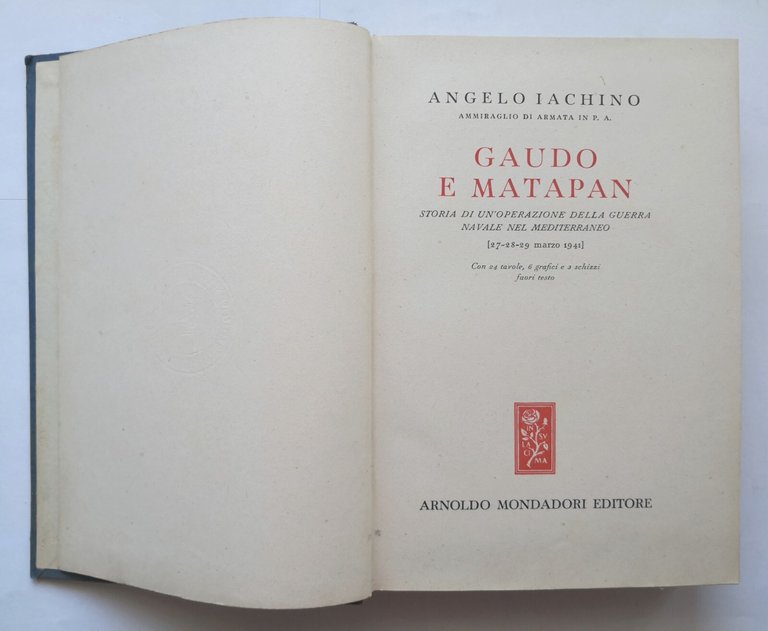 ANGELO IACHINO
AMMIRAGLIO DI ARMATA IN P. A.
GAUDO
E MATAPAN
STORIA DI UN'OPERAZIONE DELLA GUERRA
NAVALE NEL MEDITERRANEO
[27-28-29 marzo 1941]
Con 24 tavole, 6 grafici e 2 schizzi
fuori testo
IN SV
LA CI
MA
ARNOLDO MONDADORI EDITORE